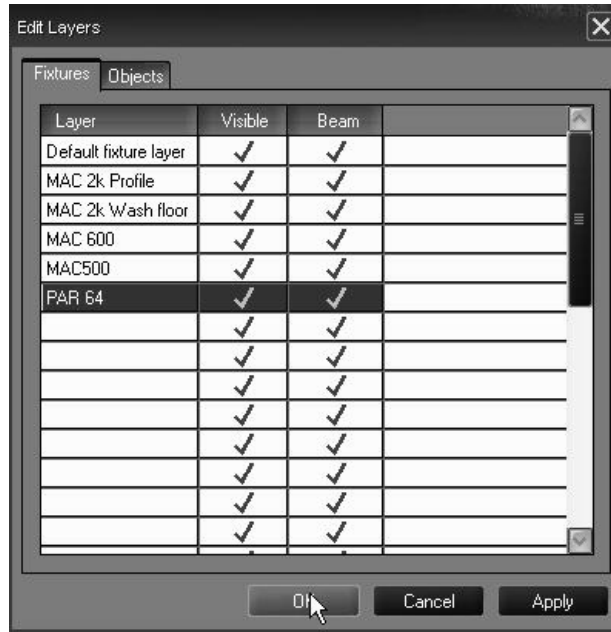 Edit Layers
Fixtures Objects
Layer Visible Beam
Default fixture layer
MAC 2k Profile
MAC 2k Wash floor
MAC 600
MAC500
PAR 64
OK Cancel Apply